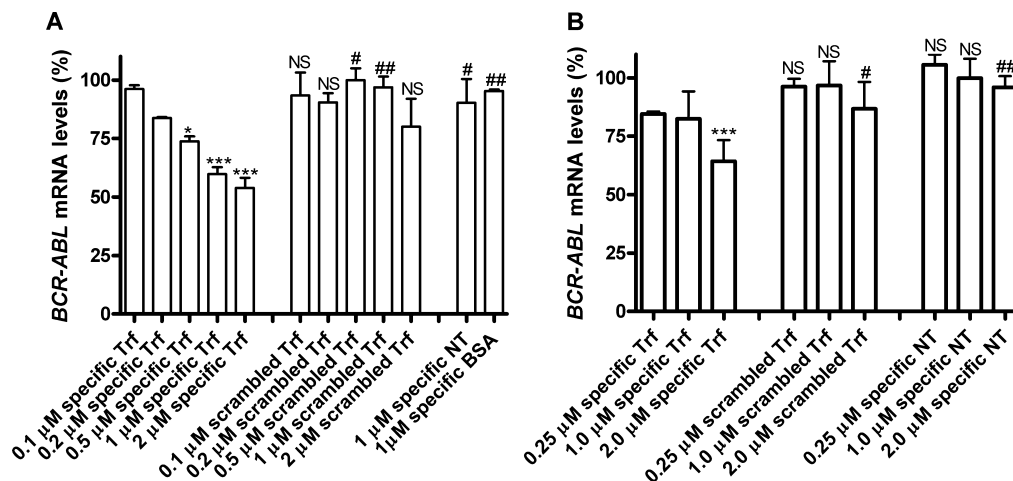 A
BCR-ABL mRNA levels (%)
100
75
50
25
0
*
***
***
NS
NS
#
##
NS
#
##
0.1 µM specific Trf
0.2 µM specific Trf
0.5 µM specific Trf
1 µM specific Trf
2 µM specific Trf
0.1 µM scrambled Trf
0.2 µM scrambled Trf
0.5 µM scrambled Trf
1 µM scrambled Trf
2 µM scrambled Trf
1 µM specific NT
1µM specific BSA
B
BCR-ABL mRNA levels (%)
100
75
50
25
0
***
NS
NS
#
NS
NS
##
0.25 µM specific Trf
1.0 µM specific Trf
2.0 µM specific Trf
0.25 µM scrambled Trf
1.0 µM scrambled Trf
2.0 µM scrambled Trf
0.25 µM specific NT
1.0 µM specific NT
2.0 µM specific NT